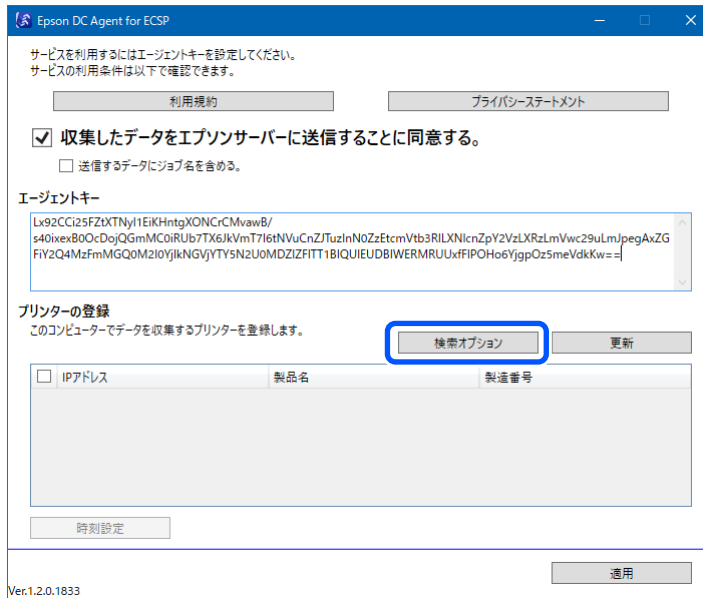 Epson DC Agent for ECSP
サービスを利用するにはエージェントキーを設定してください。
サービスの利用条件は以下で確認できます。
利用規約
プライバシーステートメント
収集したデータをエプソンサーバーに送信することに同意する。
送信するデータにジョブ名を含める。
エージェントキー
Lx92CCi25FZtXTNyl1EiKHntgXONCrCMvawB/
s40ixexB0OcDojQGmMC0iRUb7TX6JkVmT7I6tNVuCnZJTuzlnN0ZzEtcmVtb3RlLXNlcnZpY2VzLXRzLmVwc29uLmJpegAxZG
FiY2Q4MzFmMGQ0M2I0YjlkNGVjYTY5N2U0MDZlZFITT1BIQUlEUDBIWERMRUUxfFlPOHo6YjgpOz5meVdkKw==
プリンターの登録
このコンピューターでデータを収集するプリンターを登録します。
検索オプション
更新
IPアドレス 製品名 製造番号
時刻設定
適用
Ver.1.2.0.1833